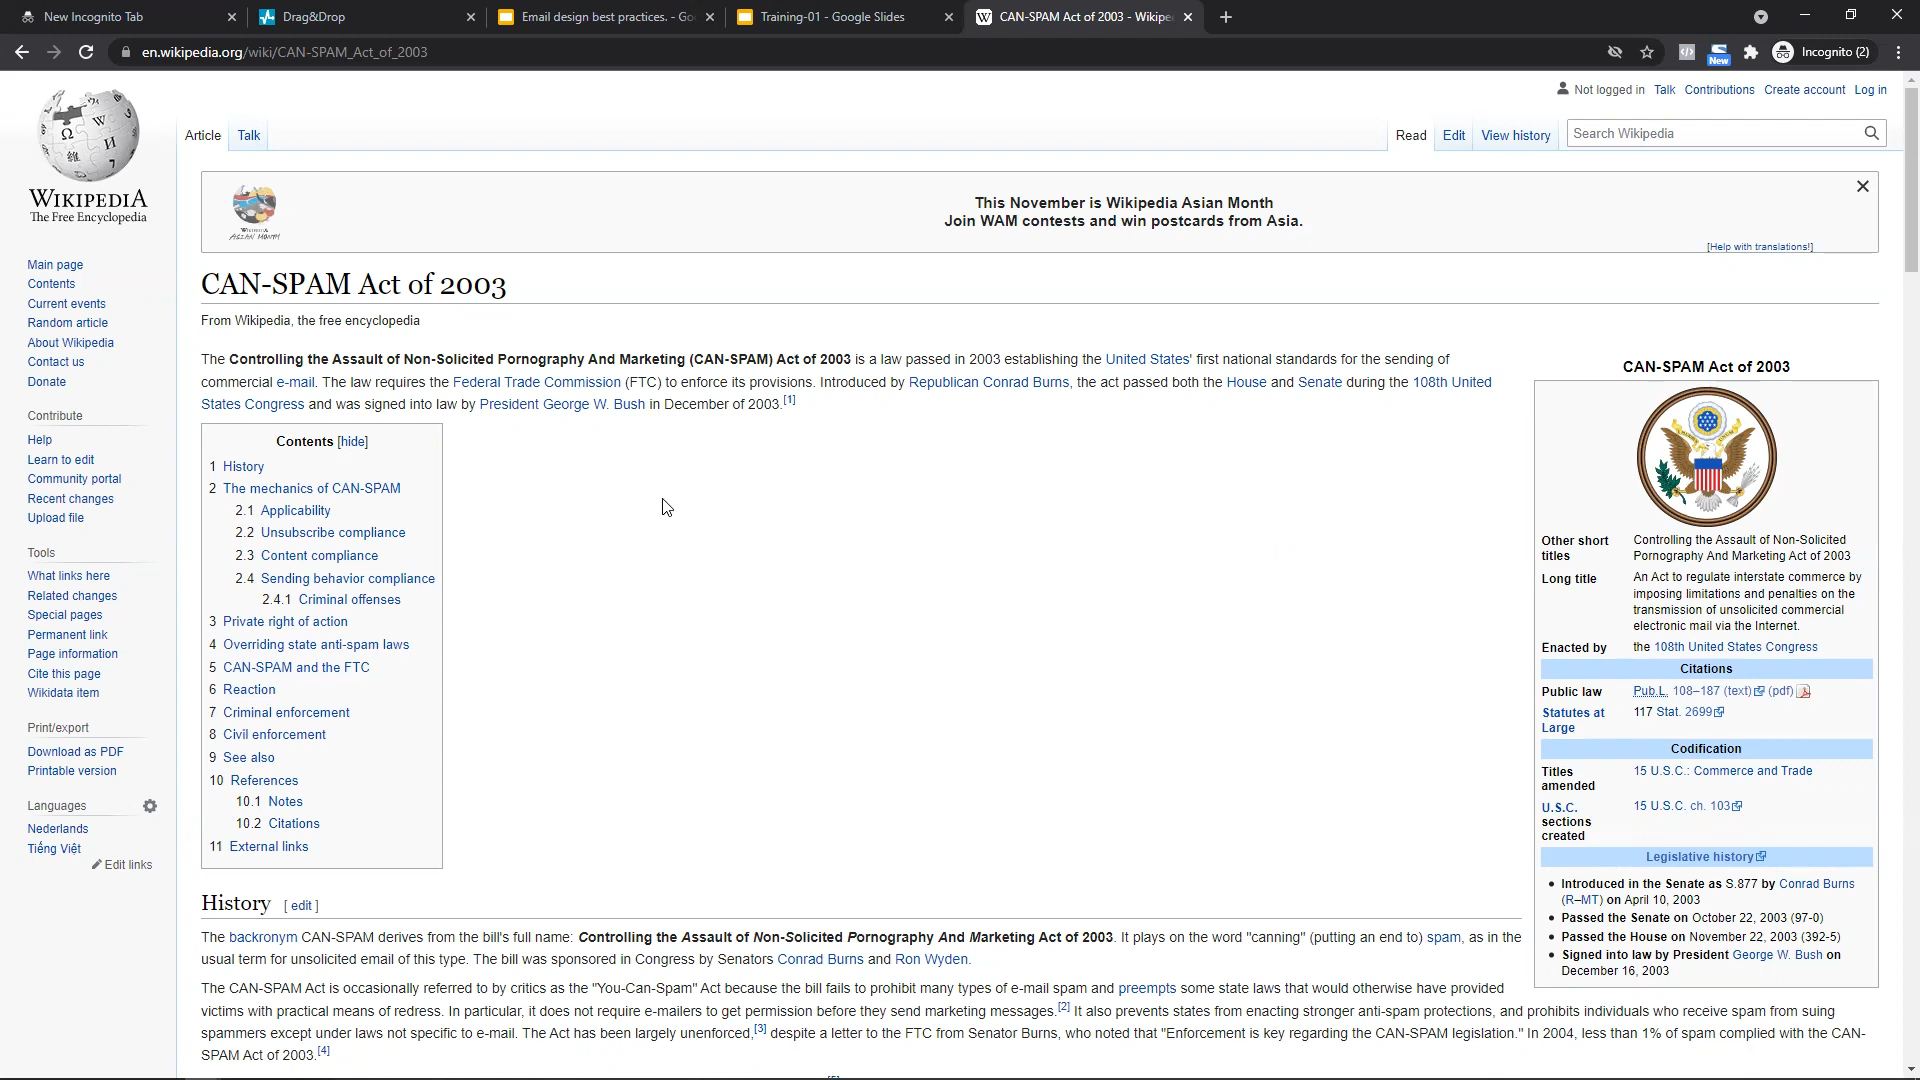 New Incognito Tab
Drag&Drop
Email design best practices. - Go
Training-01 - Google Slides
CAN-SPAM Act of 2003 - Wikipe
en.wikipedia.org/wiki/CAN-SPAM_Act_of_2003
New
Incognito (2)
Not logged in Talk Contributions Create account Log in
Article Talk
Read Edit View history Search Wikipedia
WIKIPEDIA
The Free Encyclopedia
Main page
Contents
Current events
Random article
About Wikipedia
Contact us
Donate
Contribute
Help
Learn to edit
Community portal
Recent changes
Upload file
Tools
What links here
Related changes
Special pages
Permanent link
Page information
Cite this page
Wikidata item
Print/export
Download as PDF
Printable version
Languages
Nederlands
Tiếng Việt
Edit links
WIKIPEDIA
ASIAN MONTH
This November is Wikipedia Asian Month
Join WAM contests and win postcards from Asia.
[Help with translations!]
CAN-SPAM Act of 2003
From Wikipedia, the free encyclopedia
The Controlling the Assault of Non-Solicited Pornography And Marketing (CAN-SPAM) Act of 2003 is a law passed in 2003 establishing the United States' first national standards for the sending of
commercial e-mail. The law requires the Federal Trade Commission (FTC) to enforce its provisions. Introduced by Republican Conrad Burns, the act passed both the House and Senate during the 108th United
States Congress and was signed into law by President George W. Bush in December of 2003.[1]
Contents [hide]
1 History
2 The mechanics of CAN-SPAM
2.1 Applicability
2.2 Unsubscribe compliance
2.3 Content compliance
2.4 Sending behavior compliance
2.4.1 Criminal offenses
3 Private right of action
4 Overriding state anti-spam laws
5 CAN-SPAM and the FTC
6 Reaction
7 Criminal enforcement
8 Civil enforcement
9 See also
10 References
10.1 Notes
10.2 Citations
11 External links
CAN-SPAM Act of 2003
Other short titles
Controlling the Assault of Non-Solicited
Pornography And Marketing Act of 2003
Long title
An Act to regulate interstate commerce by
imposing limitations and penalties on the
transmission of unsolicited commercial
electronic mail via the Internet.
Enacted by the 108th United States Congress
Citations
Public law Pub.L. 108–187 (text) (pdf)
Statutes at Large 117 Stat. 2699
Codification
Titles amended 15 U.S.C.: Commerce and Trade
U.S.C. sections created 15 U.S.C. ch. 103
Legislative history
• Introduced in the Senate as S.877 by Conrad Burns
(R–MT) on April 10, 2003
• Passed the Senate on October 22, 2003 (97-0)
• Passed the House on November 22, 2003 (392-5)
• Signed into law by President George W. Bush on
December 16, 2003
History [ edit ]
The backronym CAN-SPAM derives from the bill's full name: Controlling the Assault of Non-Solicited Pornography And Marketing Act of 2003. It plays on the word "canning" (putting an end to) spam, as in the
usual term for unsolicited email of this type. The bill was sponsored in Congress by Senators Conrad Burns and Ron Wyden.
The CAN-SPAM Act is occasionally referred to by critics as the "You-Can-Spam" Act because the bill fails to prohibit many types of e-mail spam and preempts some state laws that would otherwise have provided
victims with practical means of redress. In particular, it does not require e-mailers to get permission before they send marketing messages.[2] It also prevents states from enacting stronger anti-spam protections, and prohibits individuals who receive spam from suing
spammers except under laws not specific to e-mail. The Act has been largely unenforced,[3] despite a letter to the FTC from Senator Burns, who noted that "Enforcement is key regarding the CAN-SPAM legislation." In 2004, less than 1% of spam complied with the CAN-
SPAM Act of 2003.[4]